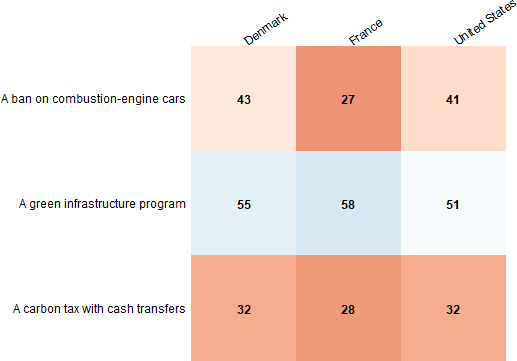 Denmark
France
United States
A ban on combustion-engine cars 43 27 41
A green infrastructure program 55 58 51
A carbon tax with cash transfers 32 28 32